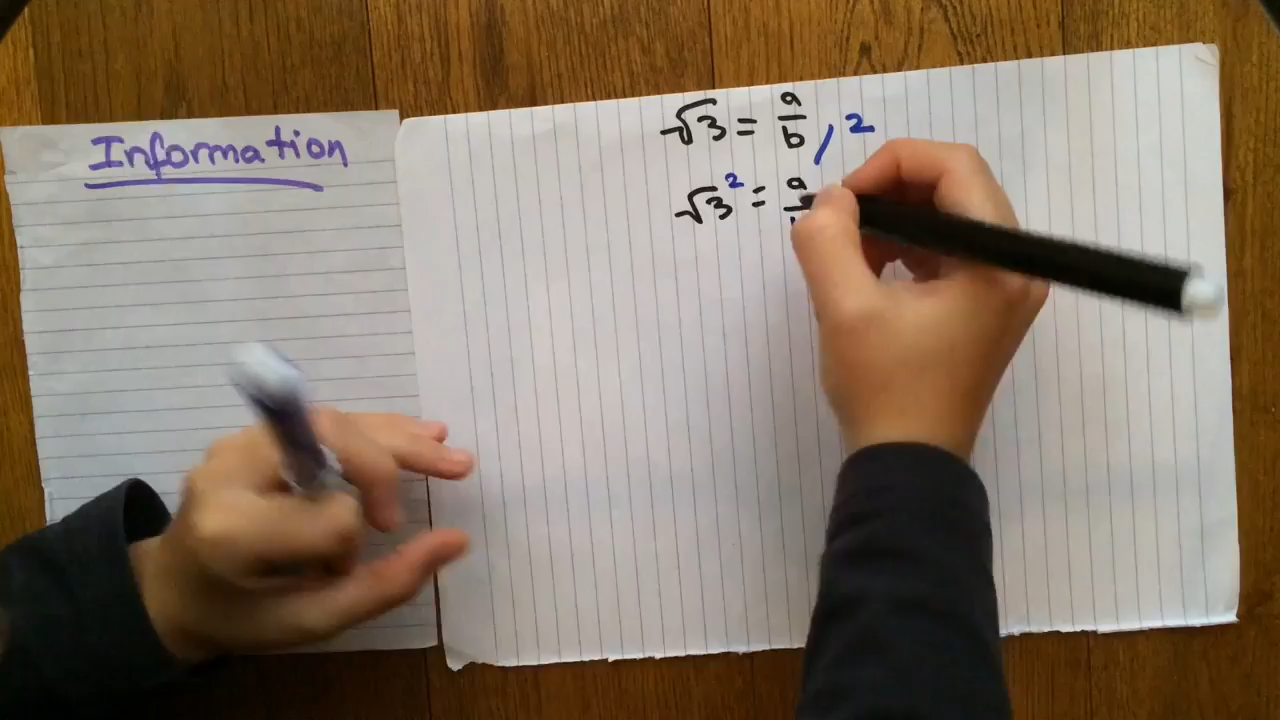 Information
√3 = a/b /²
√3² = a